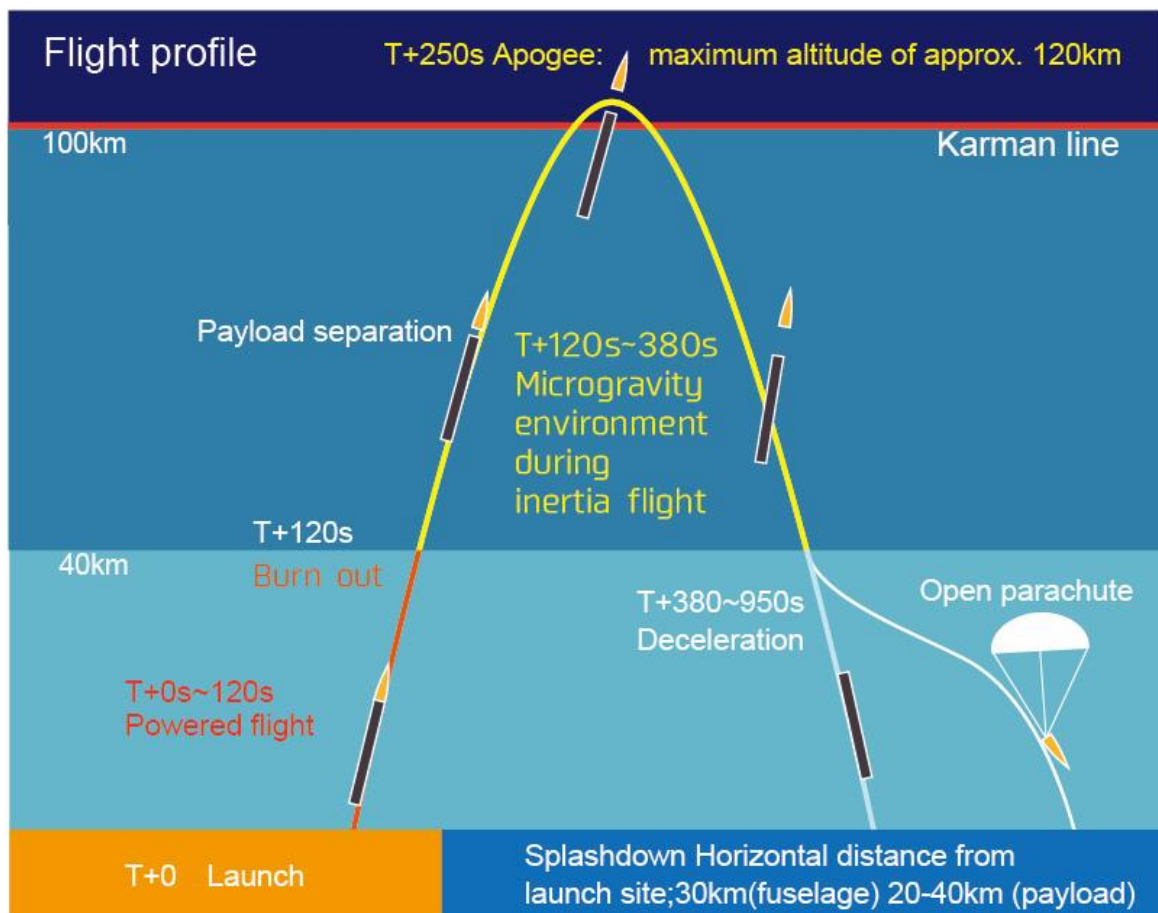 Flight profile
T+250s Apogee: maximum altitude of approx. 120km
100km
Karman line
Payload separation
T+120s~380s
Microgravity
environment
during
inertia flight
T+120s
Burn out
40km
T+380~950s
Deceleration
Open parachute
T+0s~120s
Powered flight
T+0 Launch
Splashdown Horizontal distance from
launch site;30km(fuselage) 20-40km (payload)